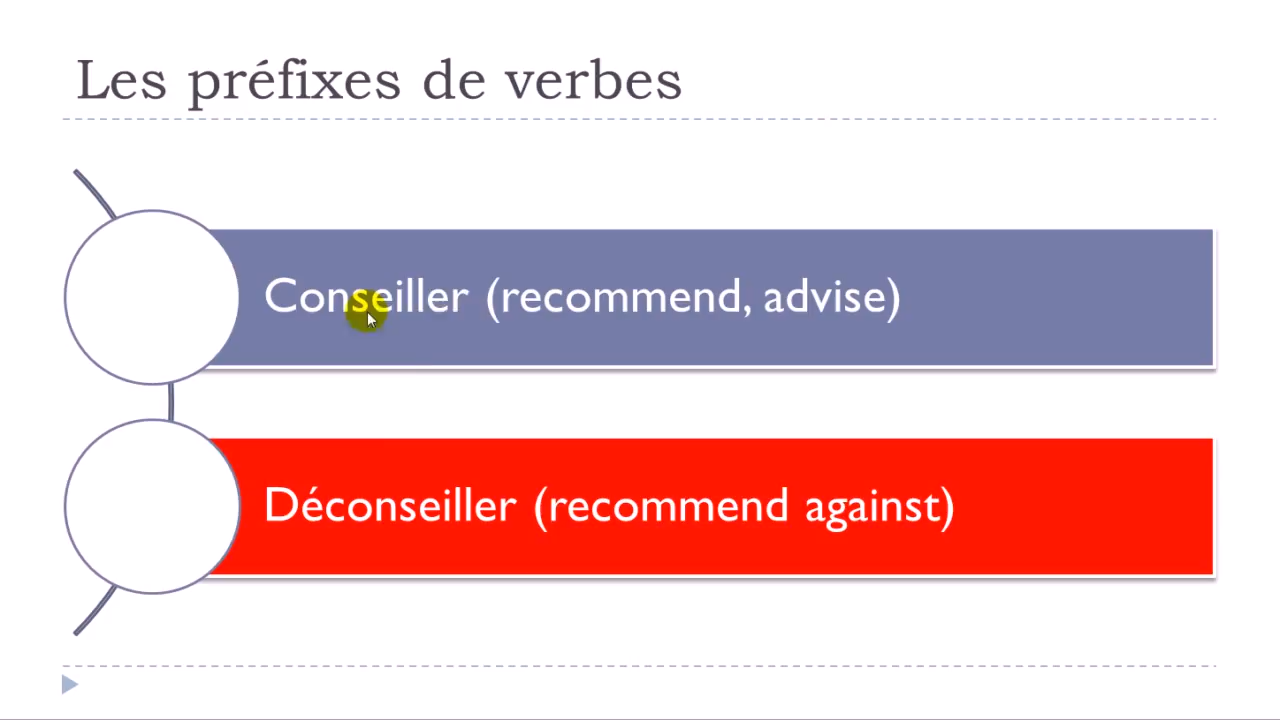 Les préfixes de verbes
Conseiller (recommend, advise)
Déconseiller (recommend against)